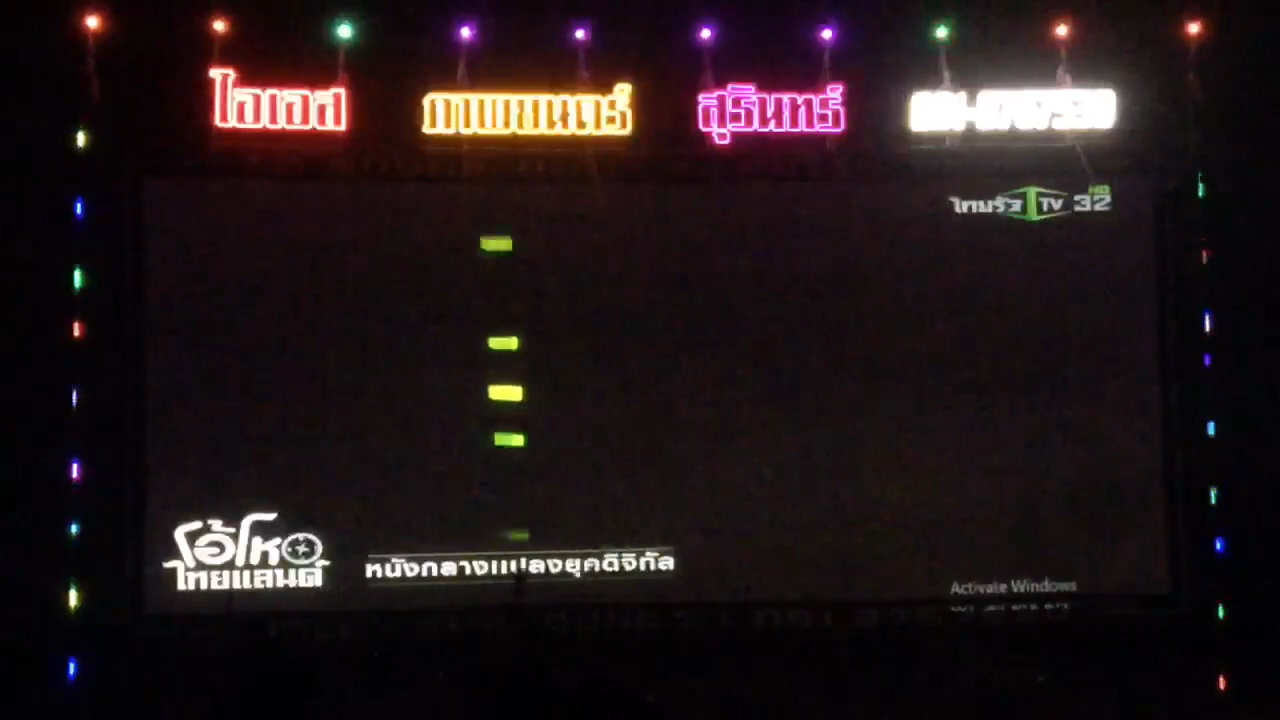 ไอเอส ภาพยนตร์ สุรินทร์
ไทยรัฐ TV 32 HD
โอ้โห
ไทยแลนด์
หนังกลางแปลงยุคดิจิทัล
Activate Windows